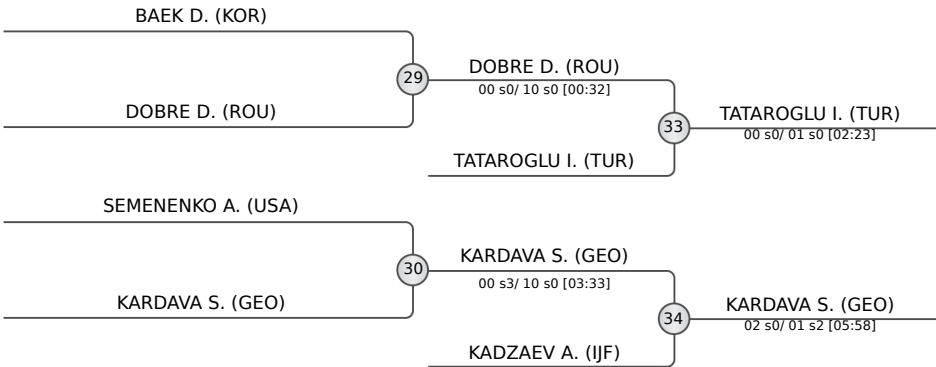 BAEK D. (KOR)
29
DOBRE D. (ROU)
00 s0/ 10 s0 [00:32]
DOBRE D. (ROU)
33
TATAROGLU I. (TUR)
00 s0/ 01 s0 [02:23]
TATAROGLU I. (TUR)
SEMENENKO A. (USA)
30
KARDAVA S. (GEO)
00 s3/ 10 s0 [03:33]
KARDAVA S. (GEO)
34
KARDAVA S. (GEO)
02 s0/ 01 s2 [05:58]
KADZAEV A. (IJF)